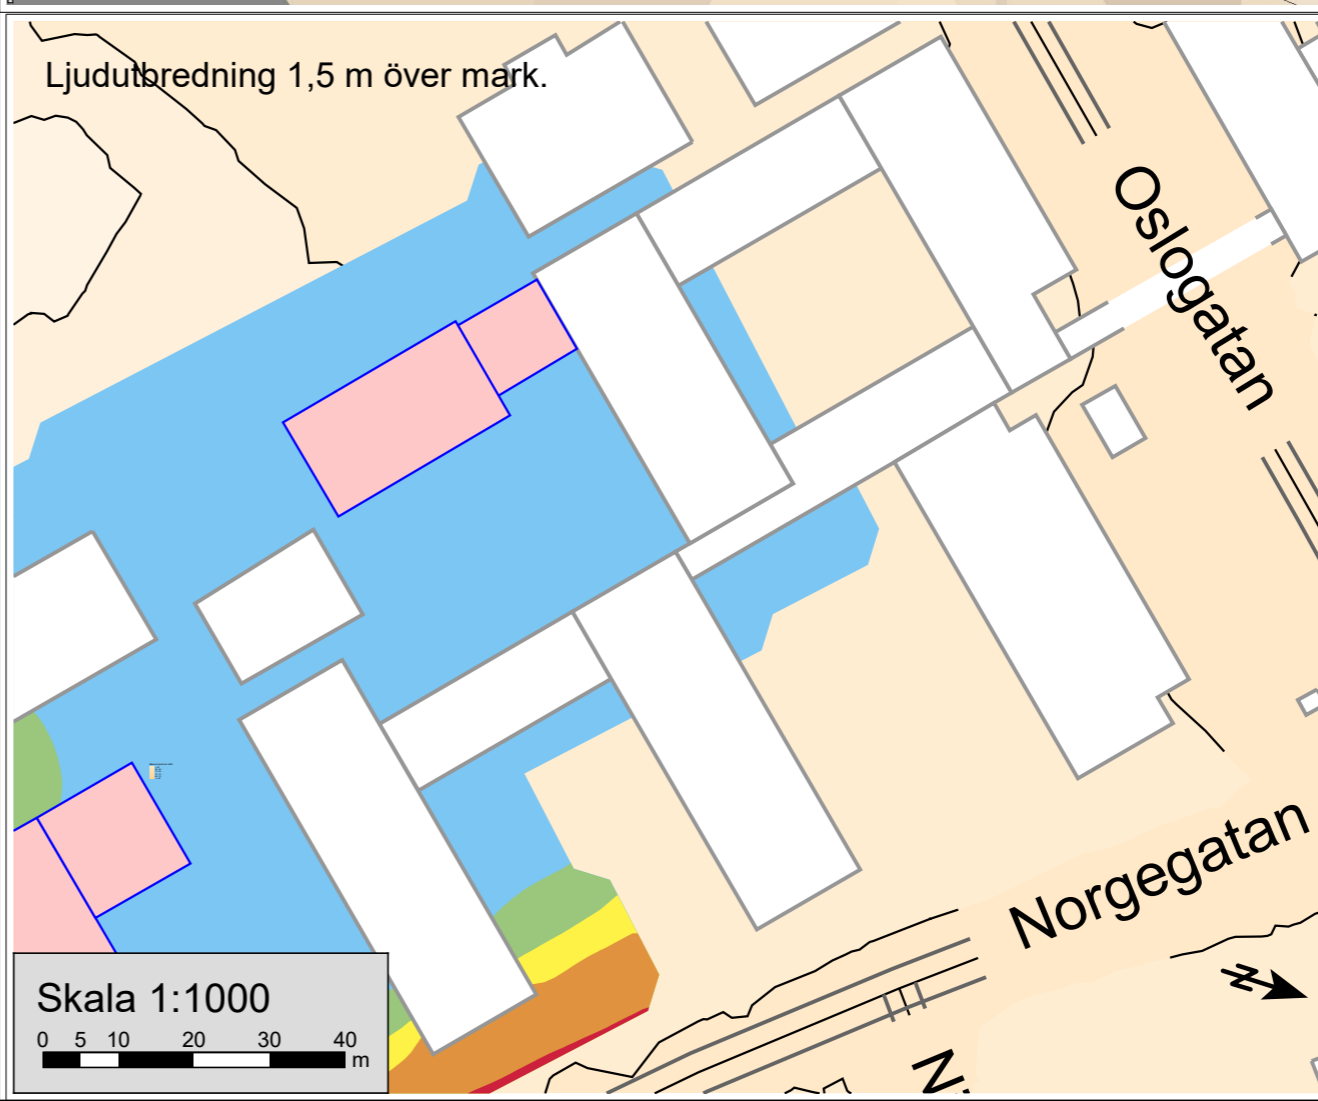 Ljudutbredning 1,5 m över mark.
Oslogatan
Norgegatan
Skala 1:1000
0 5 10 20 30 40
m